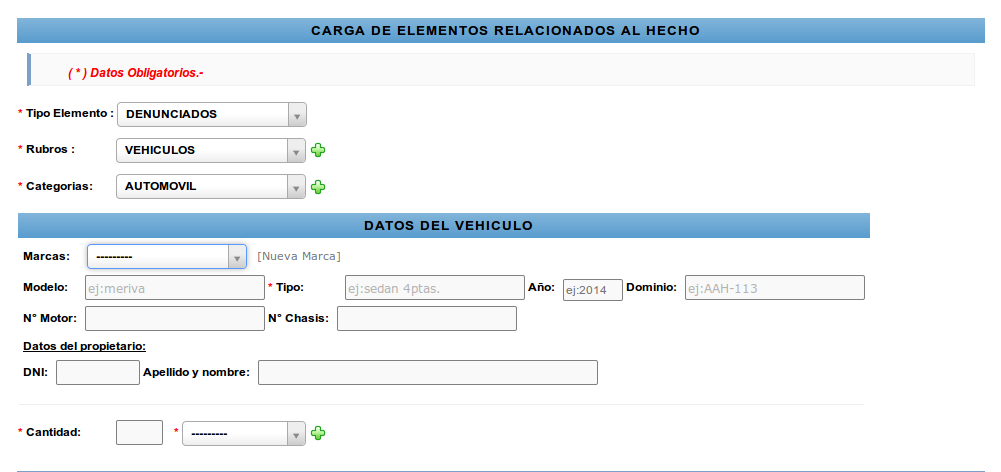 CARGA DE ELEMENTOS RELACIONADOS AL HECHO
( * ) Datos Obligatorios.-
* Tipo Elemento : DENUNCIADOS
* Rubros : VEHICULOS
* Categorias: AUTOMOVIL
DATOS DEL VEHICULO
Marcas: --------- [Nueva Marca]
Modelo: ej:meriva * Tipo: ej:sedan 4ptas. Año: ej:2014 Dominio: ej:AAH-113
N° Motor: N° Chasis:
Datos del propietario:
DNI: Apellido y nombre:
* Cantidad: * ---------